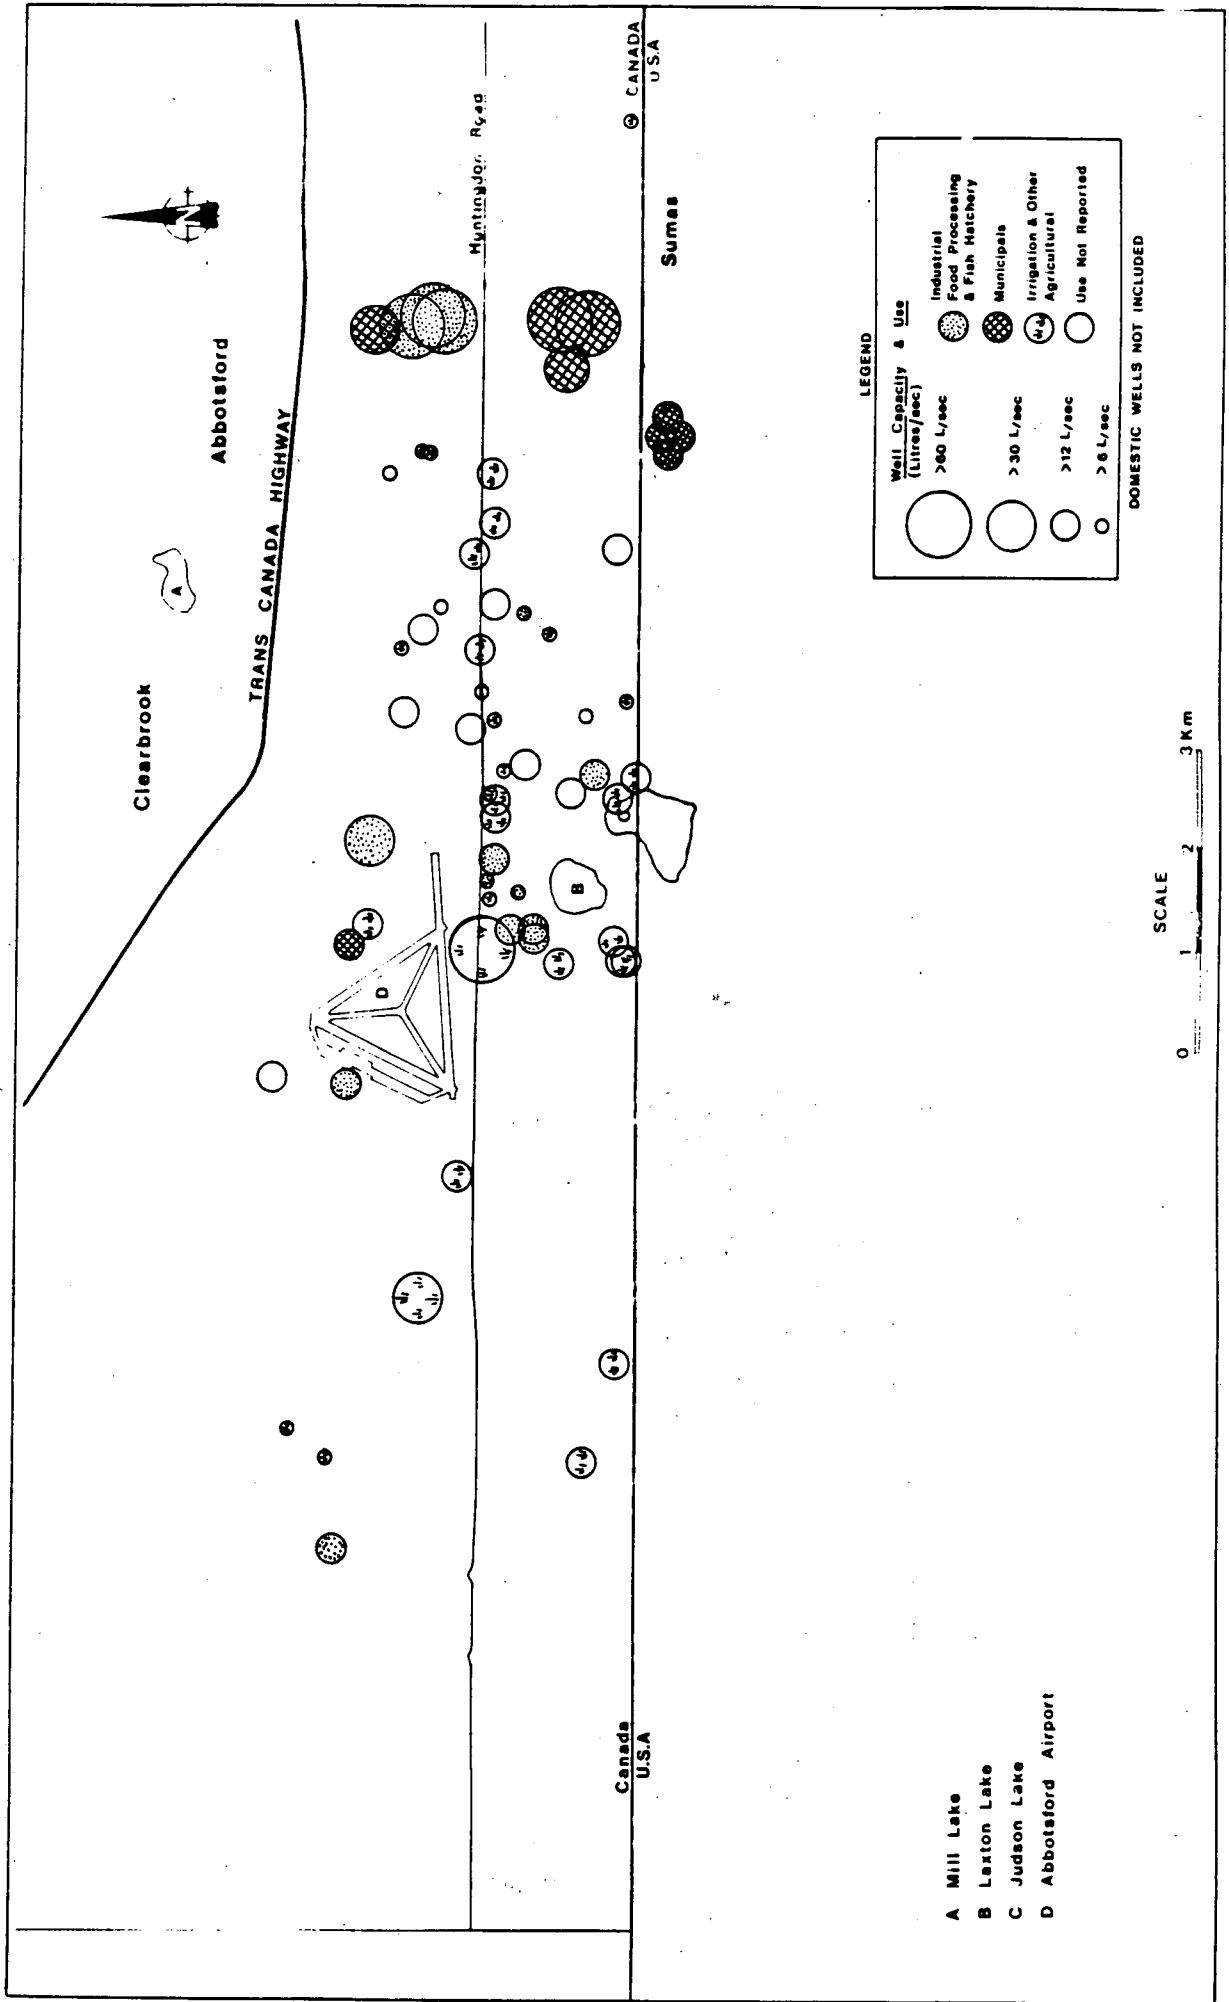 Abbotsford
Clearbrook
A
TRANS CANADA HIGHWAY
N
Huntingdon Road
D
B
CANADA
U.S.A
Sumas
Canada
U.S.A
A Mill Lake
B Laxton Lake
C Judson Lake
D Abbotsford Airport
SCALE
0 1 2 3 Km
LEGEND
Well Capacity & Use
(Litres/sec)
>60 L/sec
>30 L/sec
>12 L/sec
>6 L/sec
Industrial
Food Processing
& Fish Hatchery
Municipals
Irrigation & Other
Agricultural
Use Not Reported
DOMESTIC WELLS NOT INCLUDED